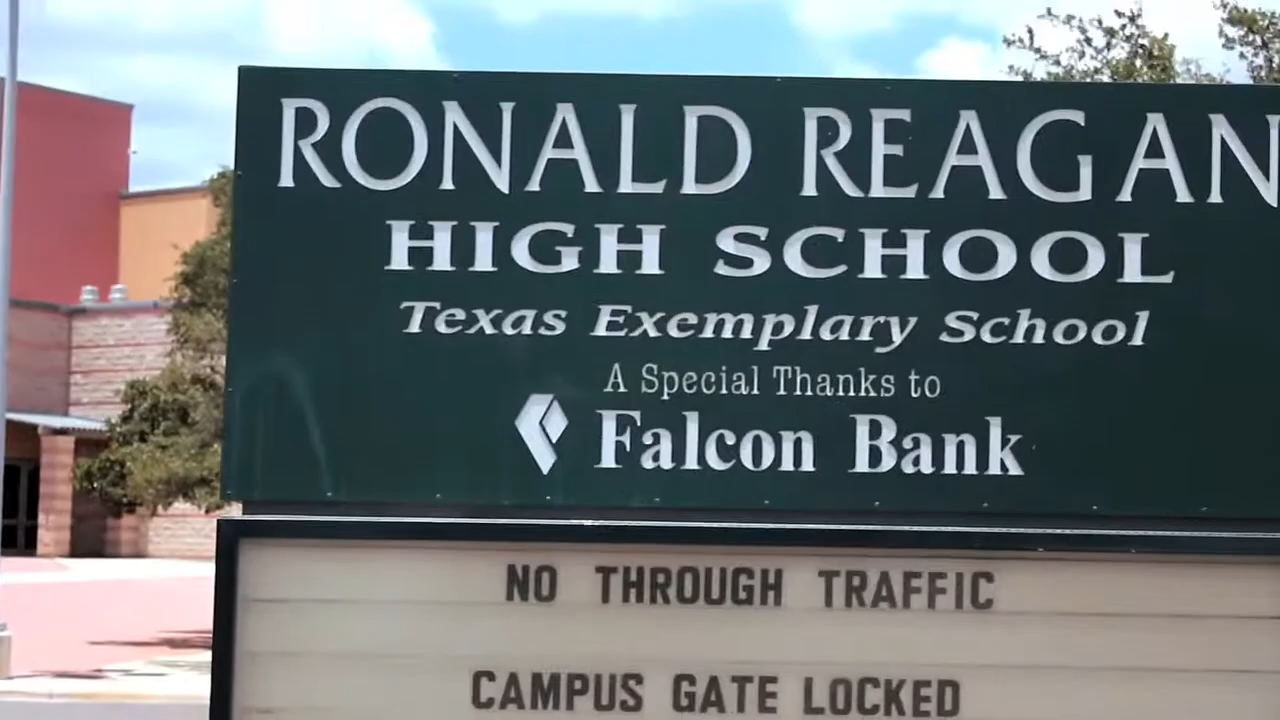 RONALD REAGAN
HIGH SCHOOL
Texas Exemplary School
A Special Thanks to
Falcon Bank
NO THROUGH TRAFFIC
CAMPUS GATE LOCKED